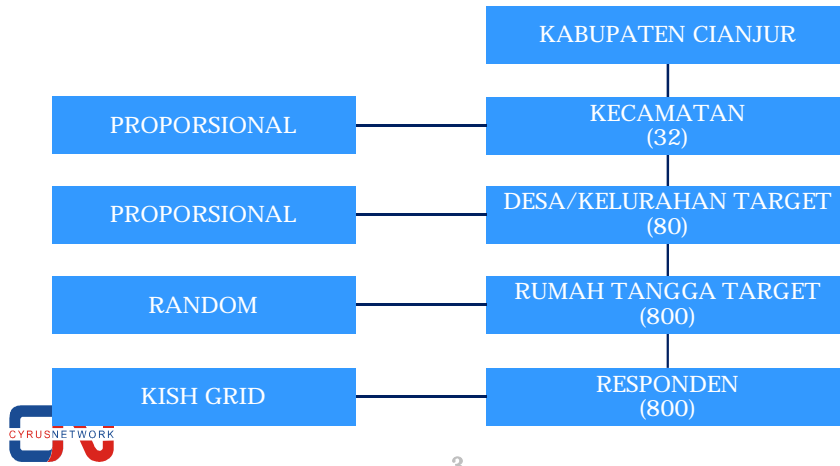 KABUPATEN CIANJUR
PROPORSIONAL
KECAMATAN
(32)
PROPORSIONAL
DESA/KELURAHAN TARGET
(80)
RANDOM
RUMAH TANGGA TARGET
(800)
KISH GRID
RESPONDEN
(800)
CYRUSNETWORK
3